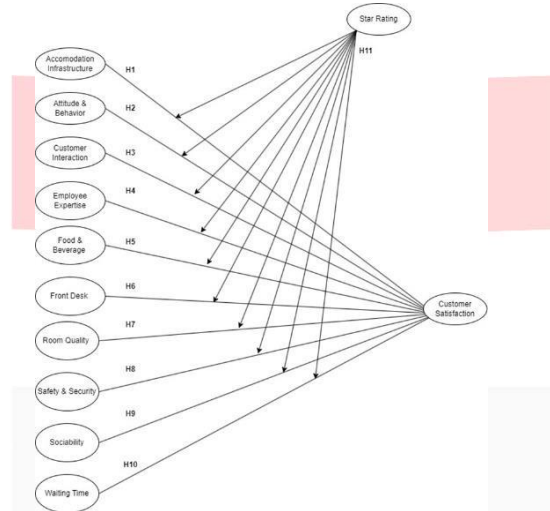 Star Rating
H11
Accomodation
Infrastructure
H1
Attitude &
Behavior
H2
Customer
Interaction
H3
Employee
Expertise
H4
Food &
Beverage
H5
Front Desk
H6
Room Quality
H7
Customer
Satisfaction
Safety & Security
H8
Sociability
H9
Waiting Time
H10